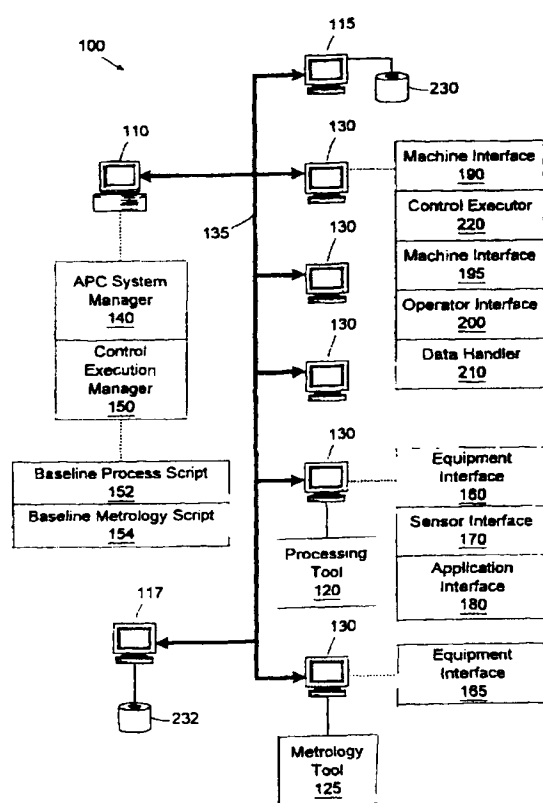 115
100
230
110
130
Machine Interface
190
Control Executor
220
135
130
Machine Interface
195
APC System
Manager
140
Operator Interface
200
130
Data Handler
210
Control
Execution
Manager
150
130
Equipment
Interface
160
Baseline Process Script
152
Baseline Metrology Script
154
Sensor Interface
170
Processing
Tool
120
Application
Interface
180
117
130
Equipment
Interface
165
232
Metrology
Tool
125